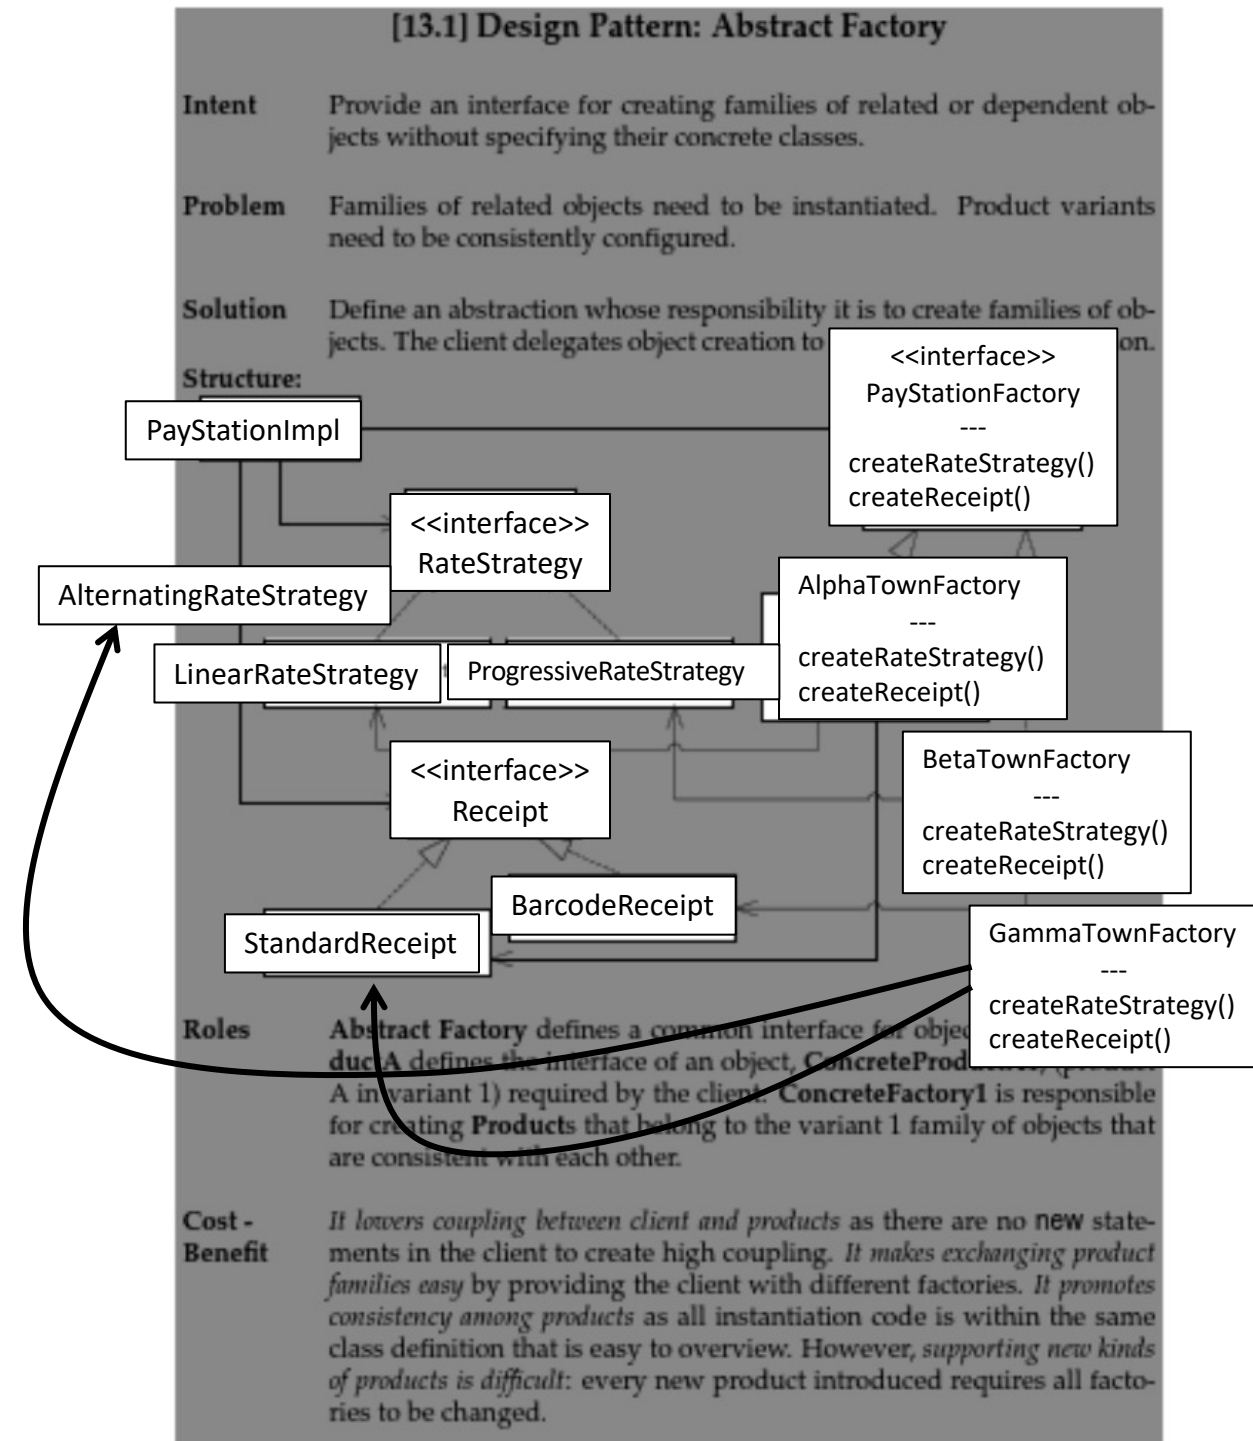 [13.1] Design Pattern: Abstract Factory
Intent Provide an interface for creating families of related or dependent ob-
jects without specifying their concrete classes.
Problem Families of related objects need to be instantiated. Product variants
need to be consistently configured.
Solution Define an abstraction whose responsibility it is to create families of ob-
jects. The client delegates object creation to on.
Structure:
<<interface>>
PayStationFactory
---
createRateStrategy()
createReceipt()
PayStationImpl
<<interface>>
RateStrategy
AlternatingRateStrategy
AlphaTownFactory
---
createRateStrategy()
createReceipt()
LinearRateStrategy
ProgressiveRateStrategy
<<interface>>
Receipt
BetaTownFactory
---
createRateStrategy()
createReceipt()
BarcodeReceipt
StandardReceipt
GammaTownFactory
---
createRateStrategy()
createReceipt()
Roles Abstract Factory defines a common interface for objec
ductA defines the interface of an object,
A in variant 1) required by the client. ConcreteFactory1 is responsible
for creating Products that belong to the variant 1 family of objects that
are consistent with each other.
Cost - It lowers coupling between client and products as there are no new state-
Benefit ments in the client to create high coupling. It makes exchanging product
families easy by providing the client with different factories. It promotes
consistency among products as all instantiation code is within the same
class definition that is easy to overview. However, supporting new kinds
of products is difficult: every new product introduced requires all facto-
ries to be changed.